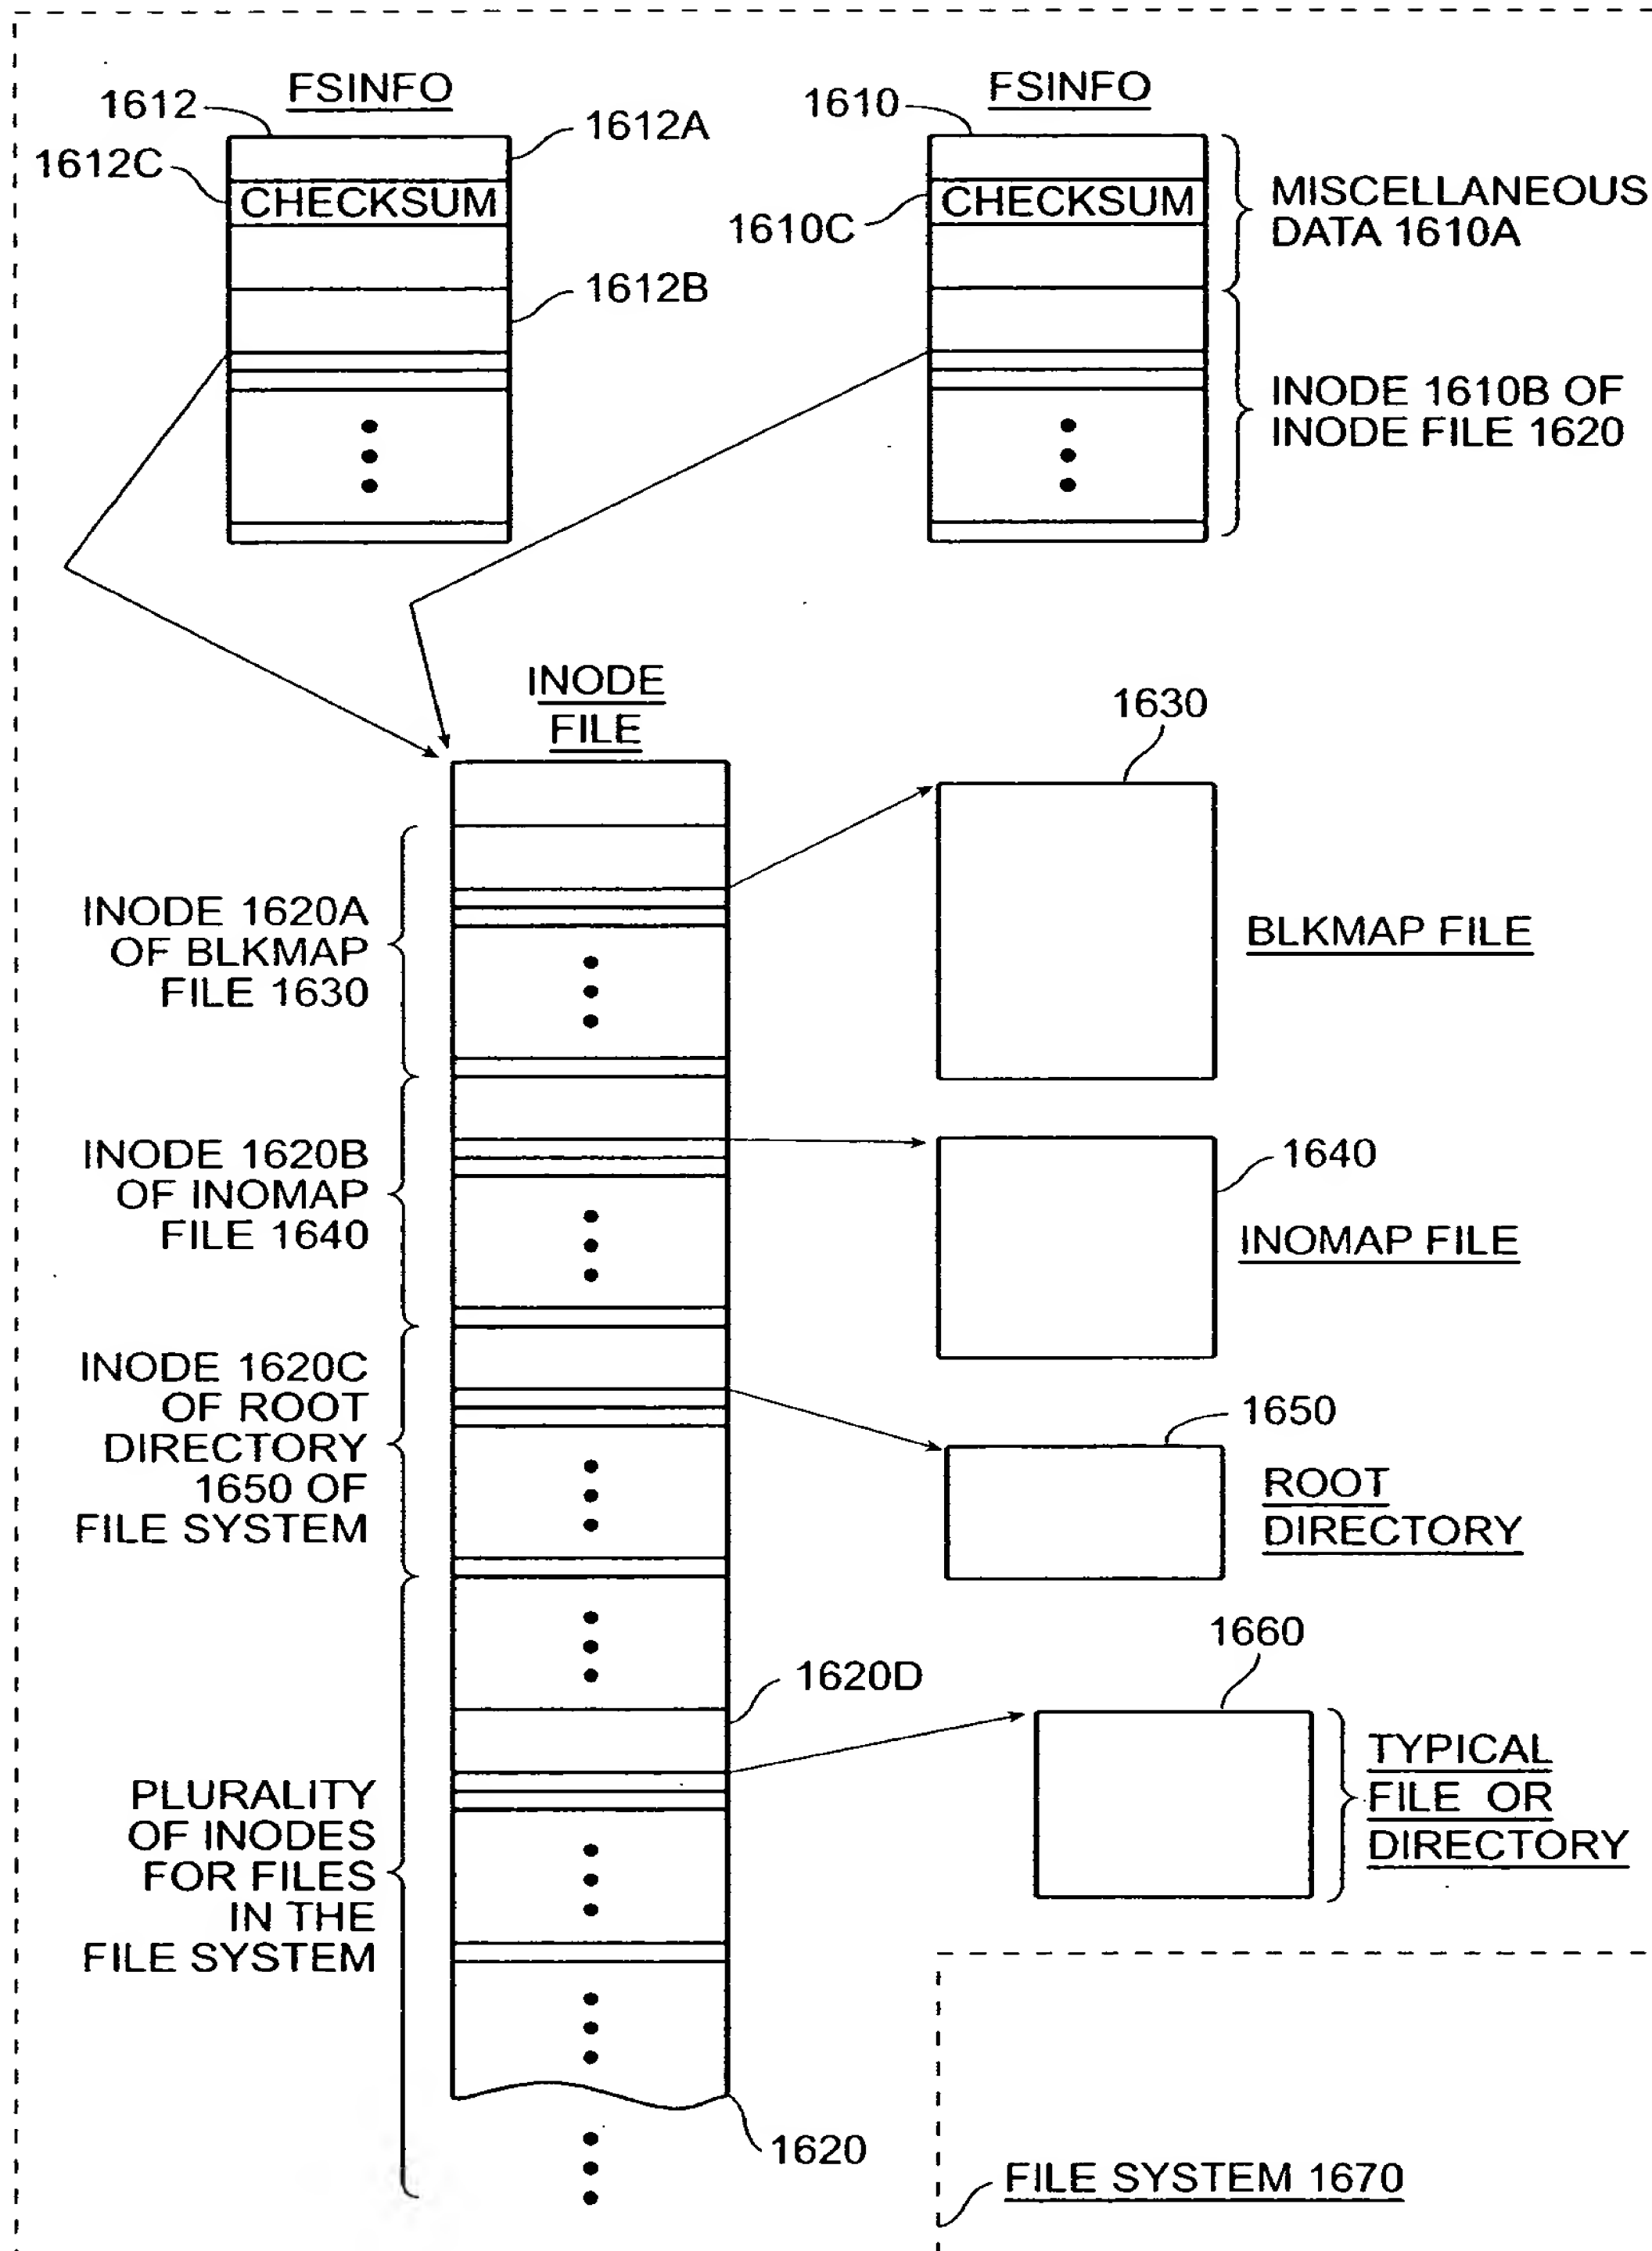 FSINFO
1612
1612A
1612C
CHECKSUM
1612B
FSINFO
1610
1610C
CHECKSUM
MISCELLANEOUS
DATA 1610A
INODE 1610B OF
INODE FILE 1620
INODE
FILE
1630
INODE 1620A
OF BLKMAP
FILE 1630
BLKMAP FILE
INODE 1620B
OF INOMAP
FILE 1640
1640
INOMAP FILE
INODE 1620C
OF ROOT
DIRECTORY
1650 OF
FILE SYSTEM
1650
ROOT
DIRECTORY
1660
1620D
TYPICAL
FILE OR
DIRECTORY
PLURALITY
OF INODES
FOR FILES
IN THE
FILE SYSTEM
1620
FILE SYSTEM 1670